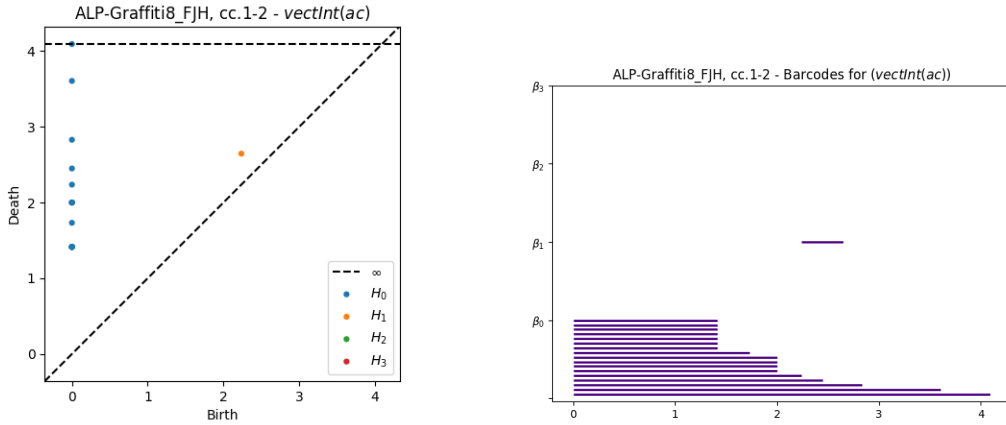 ALP-Graffiti8_FJH, cc.1-2 - vectInt(ac)
4
3
2
1
0
Death
0 1 2 3 4
Birth
∞
H₀
H₁
H₂
H₃
ALP-Graffiti8_FJH, cc.1-2 - Barcodes for (vectInt(ac))
β₃
β₂
β₁
β₀
0 1 2 3 4